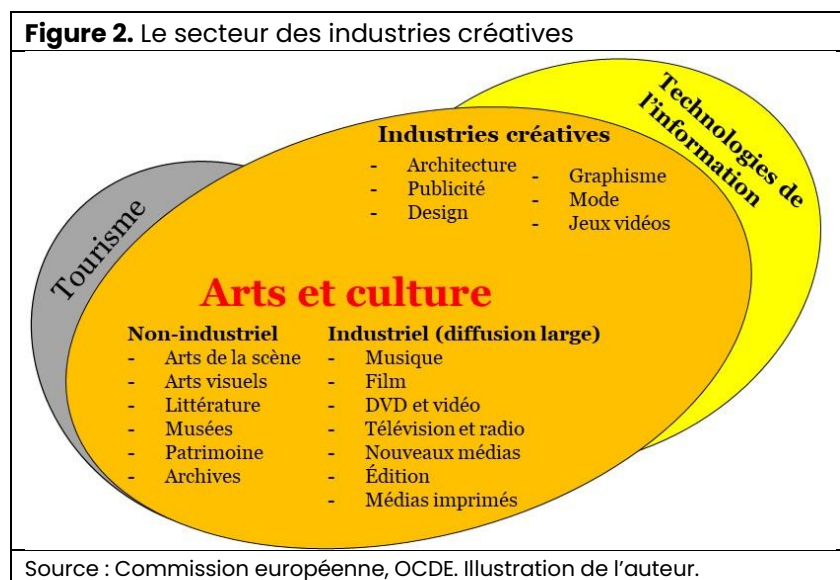 Figure 2. Le secteur des industries créatives
Technologies de
l'information
Industries créatives
- Architecture
- Publicité
- Design
- Graphisme
- Mode
- Jeux vidéos
Tourisme
Arts et culture
Non-industriel
- Arts de la scène
- Arts visuels
- Littérature
- Musées
- Patrimoine
- Archives
Industriel (diffusion large)
- Musique
- Film
- DVD et vidéo
- Télévision et radio
- Nouveaux médias
- Édition
- Médias imprimés
Source : Commission européenne, OCDE. Illustration de l'auteur.